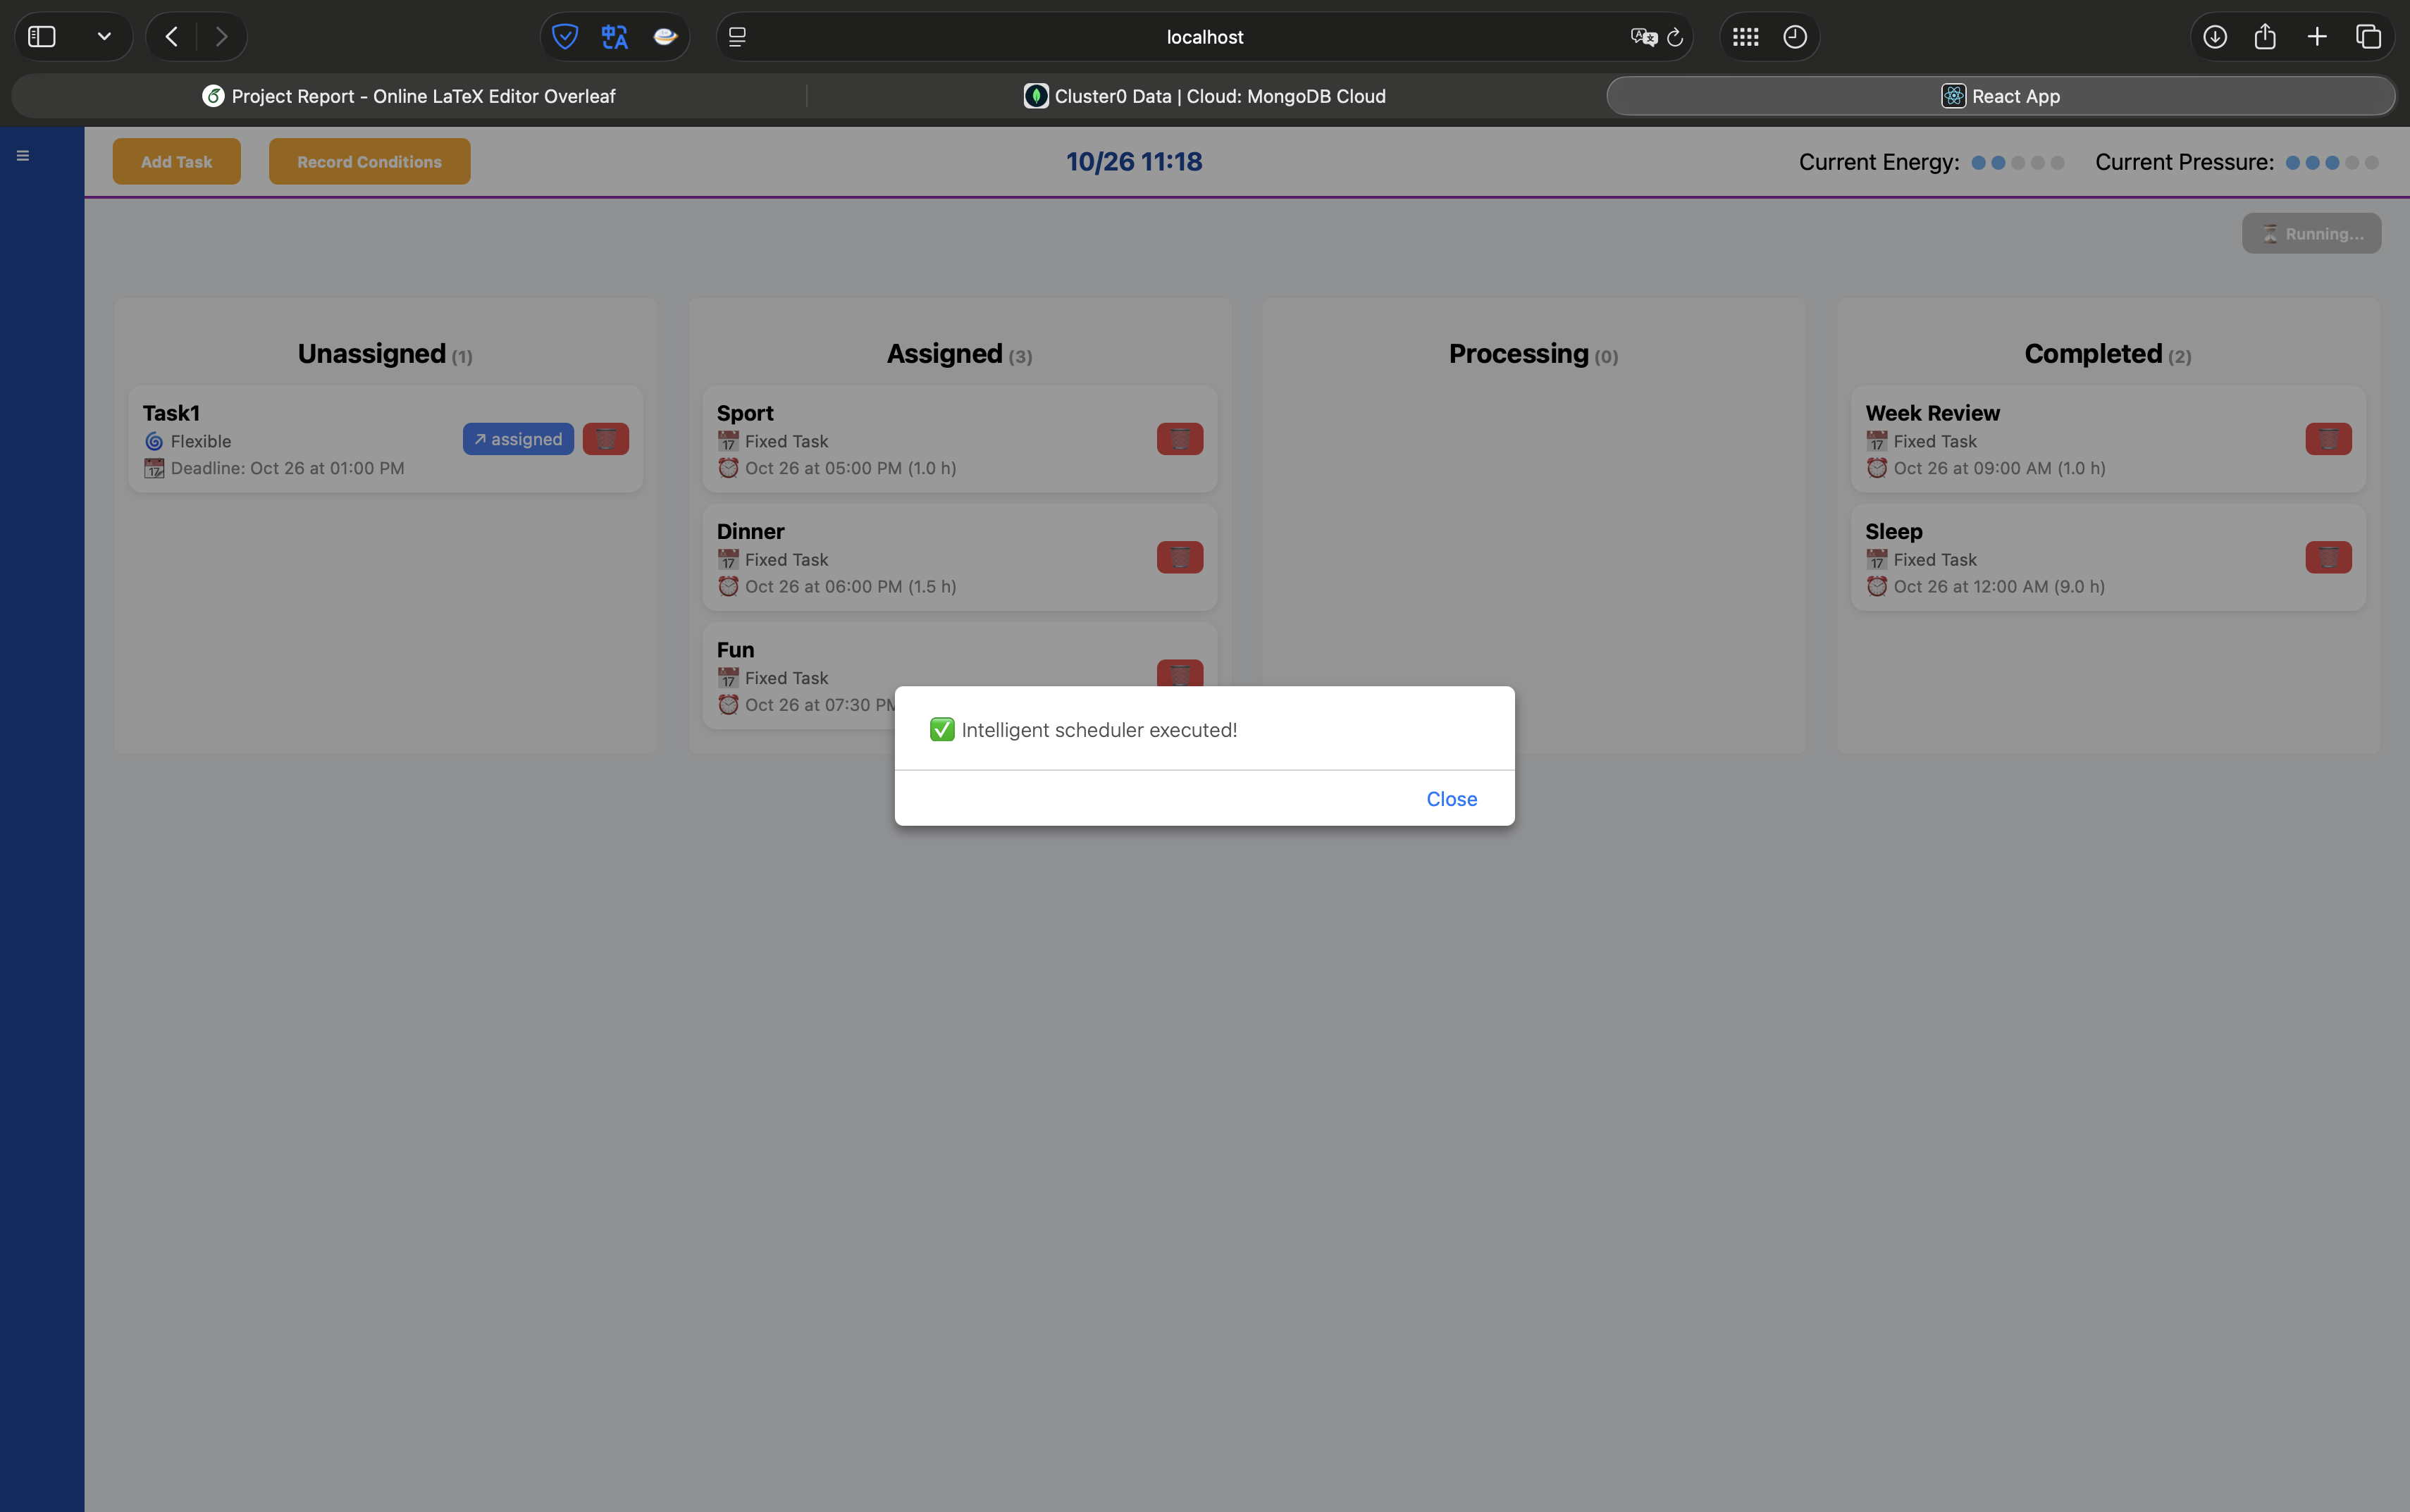 localhost
Project Report - Online LaTeX Editor Overleaf
Cluster0 Data | Cloud: MongoDB Cloud
React App
Add Task
Record Conditions
10/26 11:18
Current Energy:
Current Pressure:
⏳ Running...
Unassigned (1)
Task1
Flexible
Deadline: Oct 26 at 01:00 PM
↗ assigned
Assigned (3)
Sport
Fixed Task
Oct 26 at 05:00 PM (1.0 h)
Dinner
Fixed Task
Oct 26 at 06:00 PM (1.5 h)
Fun
Fixed Task
Oct 26 at 07:30 PM
Processing (0)
Completed (2)
Week Review
Fixed Task
Oct 26 at 09:00 AM (1.0 h)
Sleep
Fixed Task
Oct 26 at 12:00 AM (9.0 h)
✅ Intelligent scheduler executed!
Close